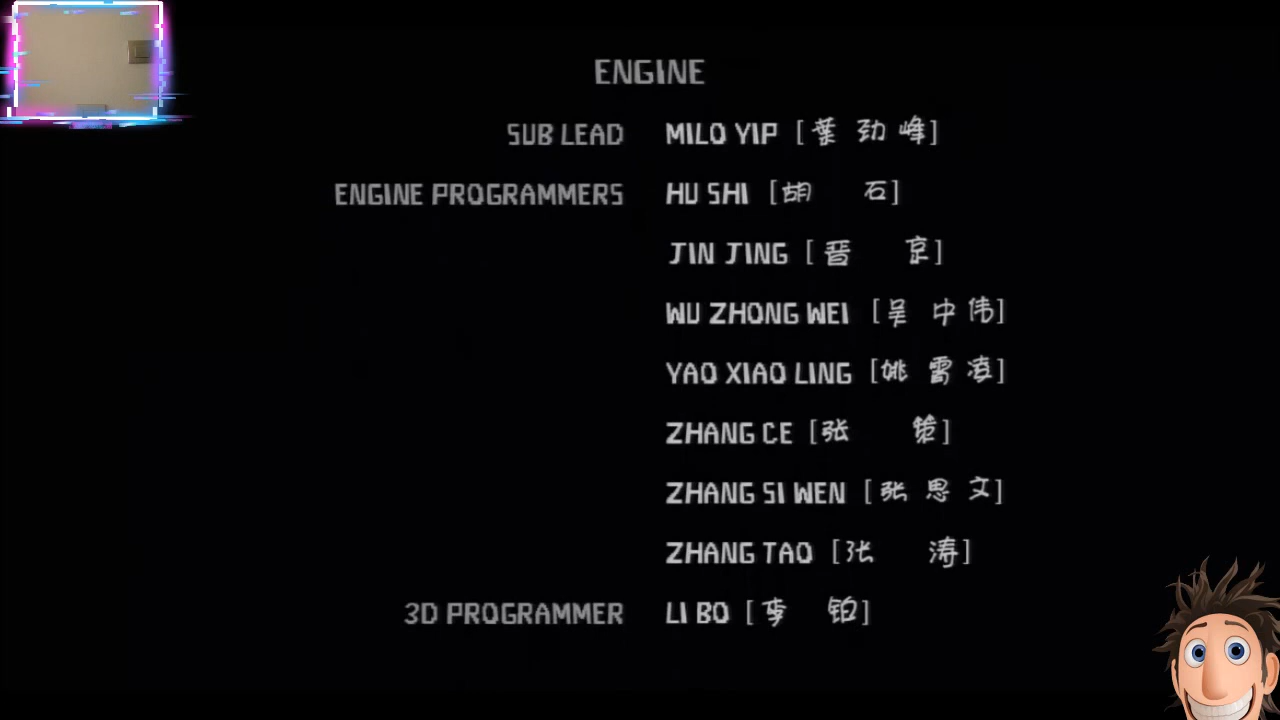 ENGINE
SUB LEAD MILO YIP [葉 劲 峰]
ENGINE PROGRAMMERS HU SHI [胡 石]
JIN JING [晋 京]
WU ZHONG WEI [吴 中 伟]
YAO XIAO LING [姚 霄 凌]
ZHANG CE [张 策]
ZHANG SI WEN [张 思 文]
ZHANG TAO [张 涛]
3D PROGRAMMER LI BO [李 铂]